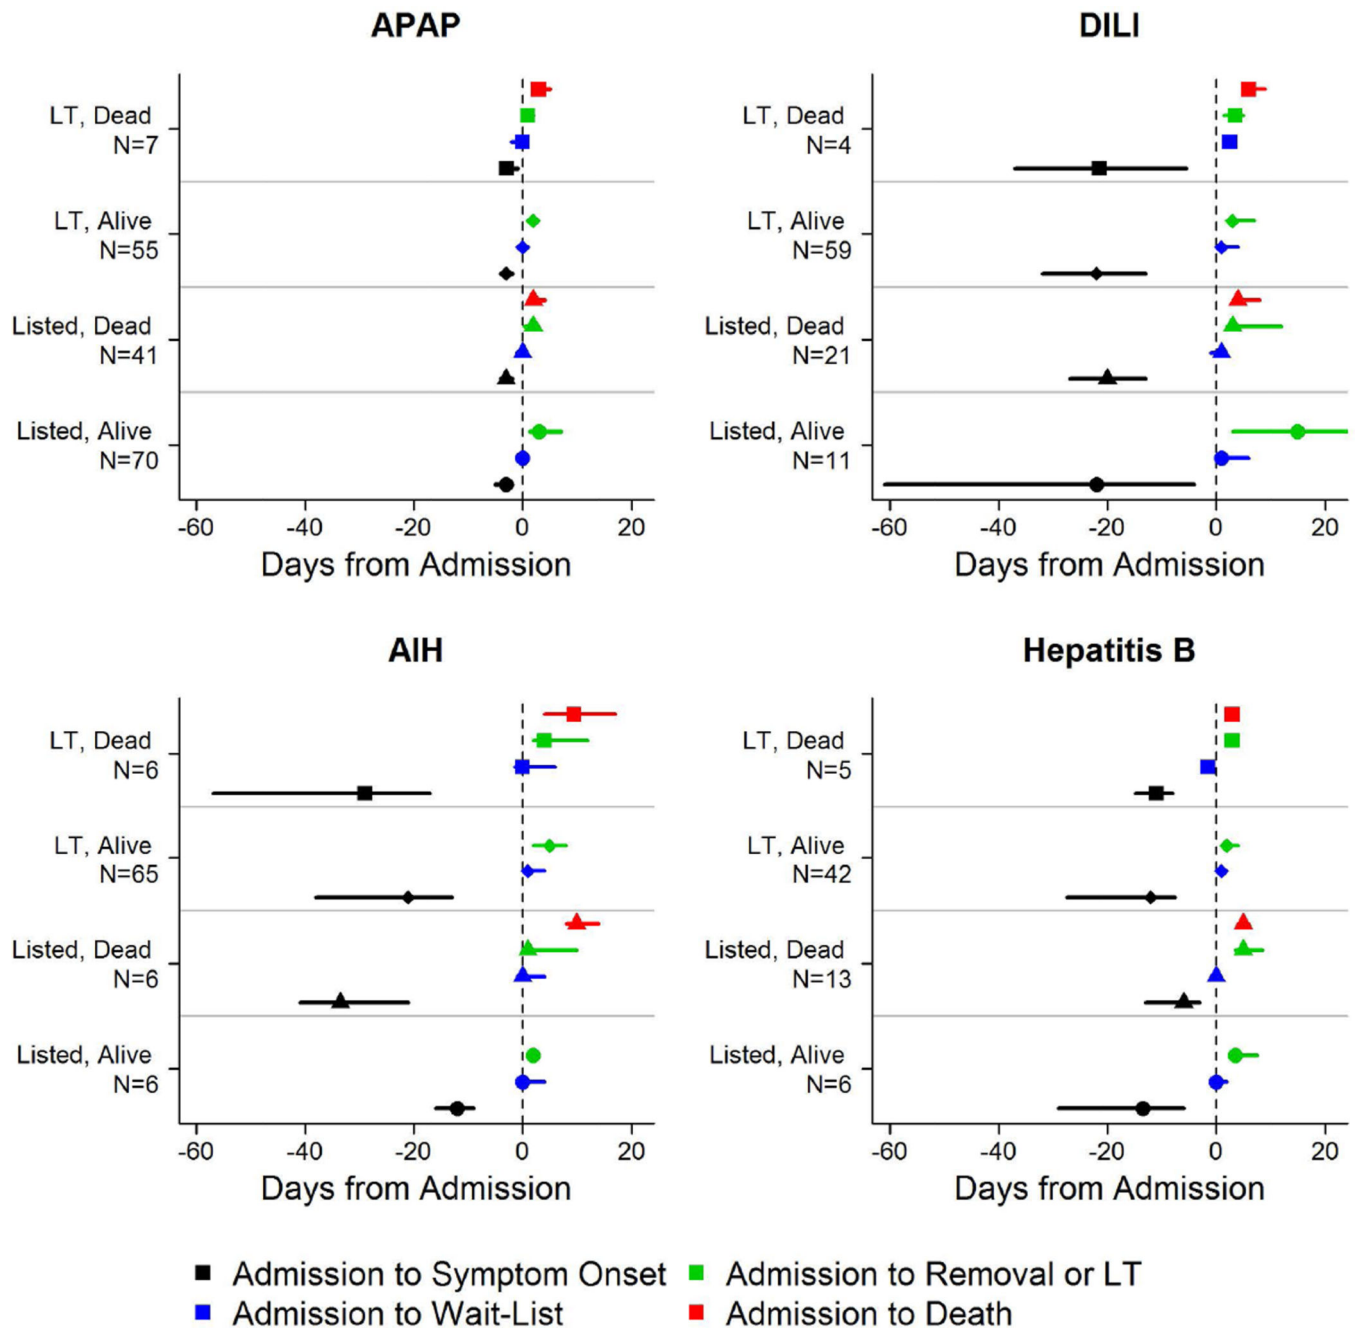 APAP
LT, Dead
N=7
LT, Alive
N=55
Listed, Dead
N=41
Listed, Alive
N=70
-60 -40 -20 0 20
Days from Admission
DILI
LT, Dead
N=4
LT, Alive
N=59
Listed, Dead
N=21
Listed, Alive
N=11
-60 -40 -20 0 20
Days from Admission
AIH
LT, Dead
N=6
LT, Alive
N=65
Listed, Dead
N=6
Listed, Alive
N=6
-60 -40 -20 0 20
Days from Admission
Hepatitis B
LT, Dead
N=5
LT, Alive
N=42
Listed, Dead
N=13
Listed, Alive
N=6
-60 -40 -20 0 20
Days from Admission
Admission to Symptom Onset
Admission to Removal or LT
Admission to Wait-List
Admission to Death